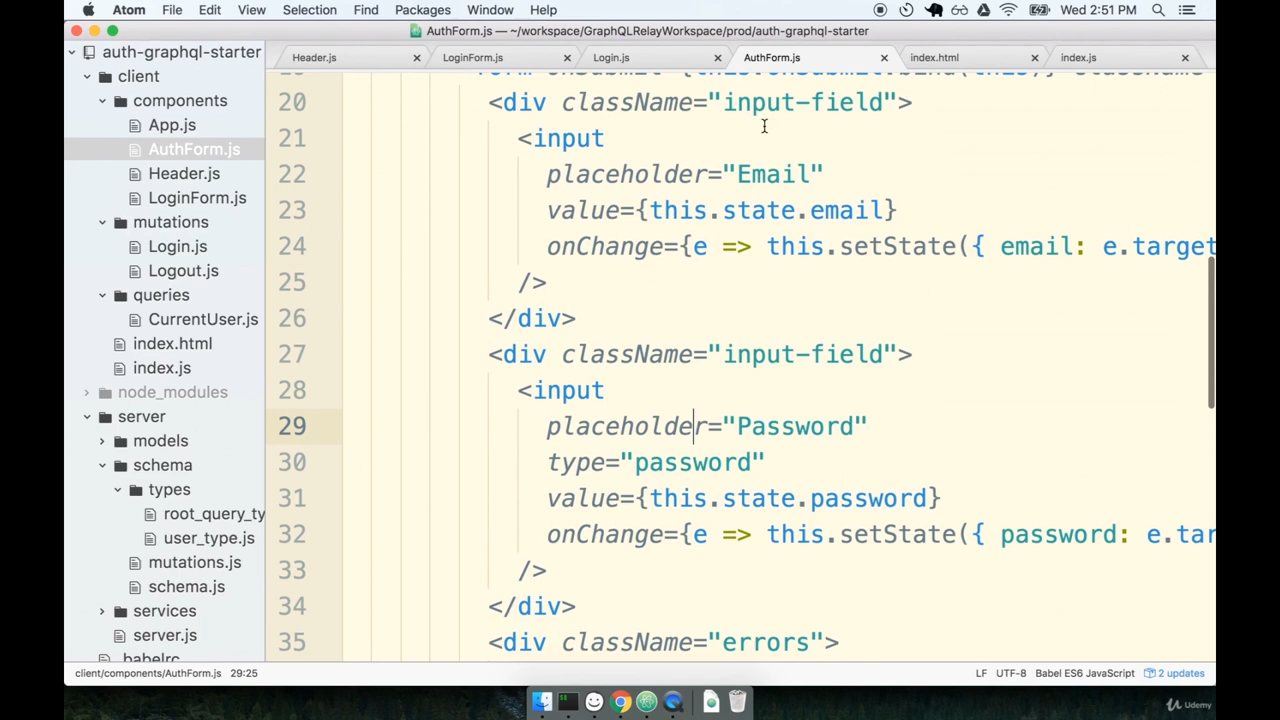 Atom File Edit View Selection Find Packages Window Help Wed 2:51 PM
AuthForm.js — ~/workspace/GraphQLRelayWorkspace/prod/auth-graphql-starter
auth-graphql-starter
client
components
App.js
AuthForm.js
Header.js
LoginForm.js
mutations
Login.js
Logout.js
queries
CurrentUser.js
index.html
index.js
node_modules
server
models
schema
types
root_query_ty
user_type.js
mutations.js
schema.js
services
server.js
.babelrc
Header.js LoginForm.js Login.js AuthForm.js index.html index.js
20 <div className="input-field">
21 <input
22 placeholder="Email"
23 value={this.state.email}
24 onChange={e => this.setState({ email: e.target
25 />
26 </div>
27 <div className="input-field">
28 <input
29 placeholder="Password"
30 type="password"
31 value={this.state.password}
32 onChange={e => this.setState({ password: e.tar
33 />
34 </div>
35 <div className="errors">
client/components/AuthForm.js 29:25 LF UTF-8 Babel ES6 JavaScript 2 updates
Udemy